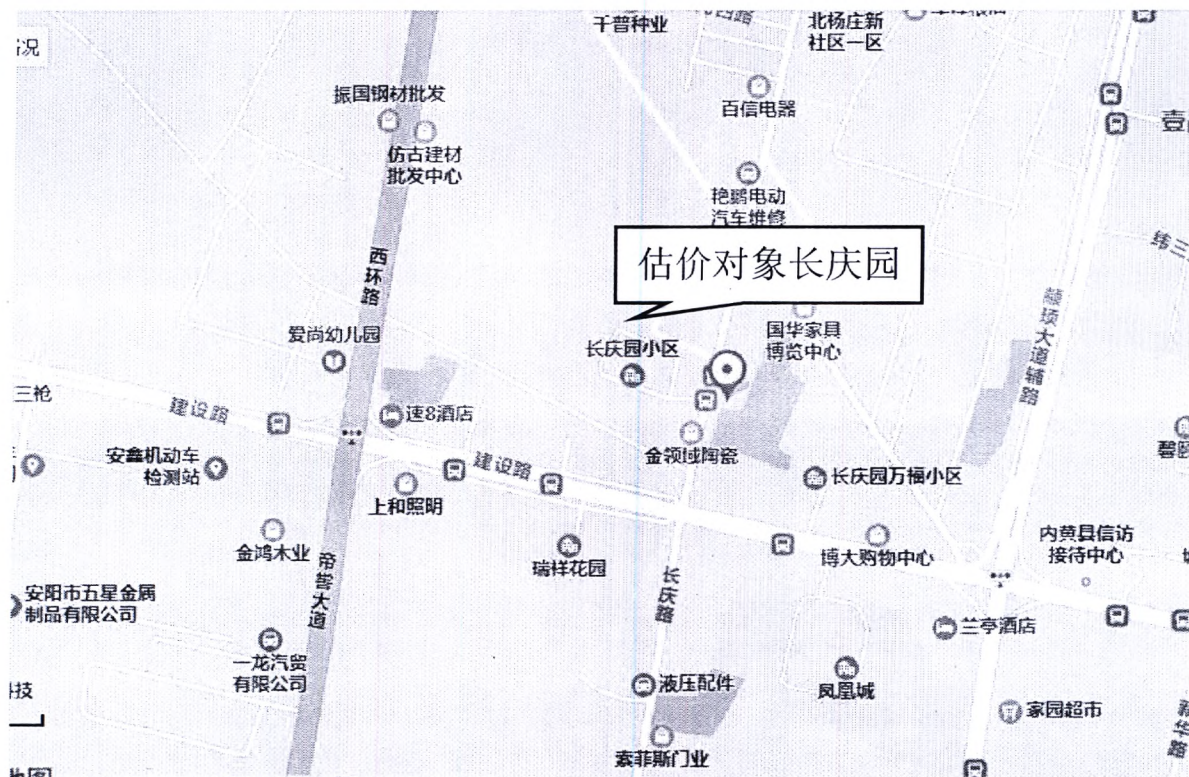 千普种业
北杨庄新
社区一区
况
振国钢材批发
百信电器
仿古建材
批发中心
艳鹏电动
汽车维修
纬三
西环路
估价对象长庆园
颛顼大道辅路
爱尚幼儿园
国华家具
博览中心
长庆园小区
三枪
建设路
速8酒店
金领域陶瓷
安鑫机动车
检测站
建设路
长庆园万福小区
上和照明
金鸿木业
瑞祥花园
博大购物中心
内黄县信访
接待中心
帝喾大道
长庆路
安阳市五星金属
制品有限公司
兰亭酒店
一龙汽贸
有限公司
液压配件
凤凰城
科技
家园超市
索菲斯门业